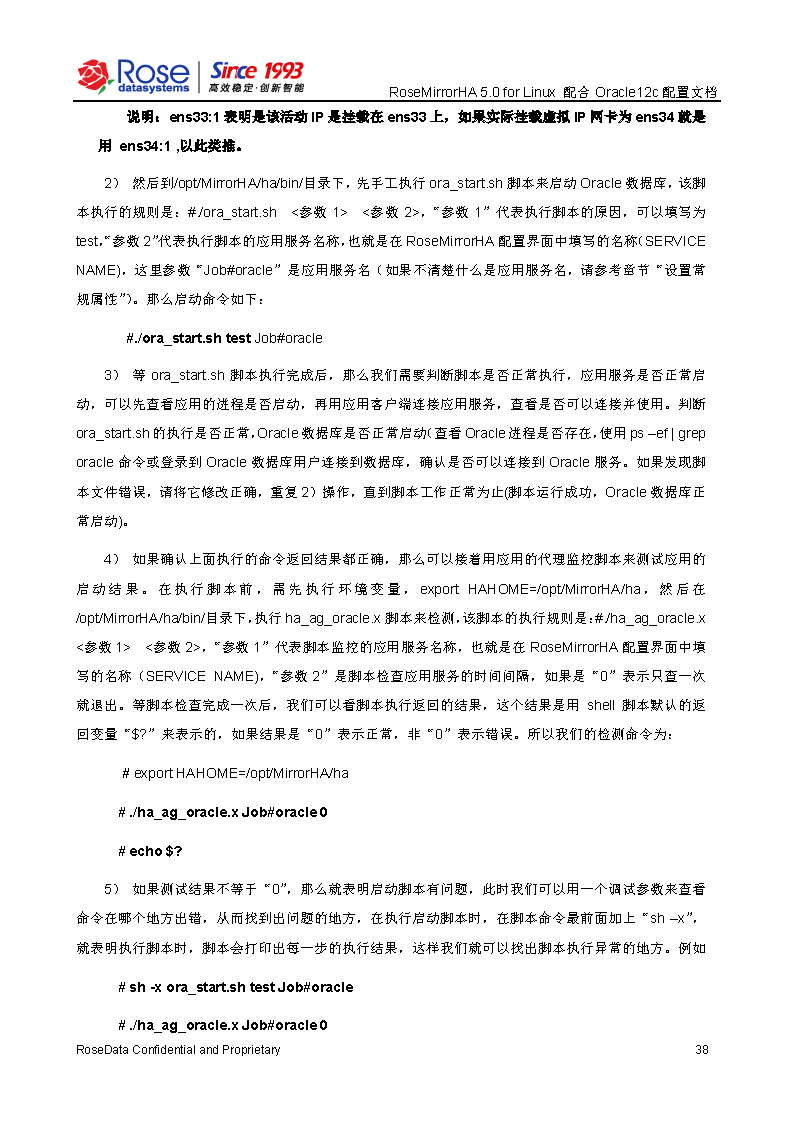 Rose
datasystems
Since 1993
高效稳定·创新智能
RoseMirrorHA 5.0 for Linux 配合 Oracle12c 配置文档
说明：ens33:1 表明是该活动 IP 是挂载在 ens33 上，如果实际挂载虚拟 IP 网卡为 ens34 就是
用 ens34:1 ,以此类推。
2） 然后到/opt/MirrorHA/ha/bin/目录下，先手工执行 ora_start.sh 脚本来启动 Oracle 数据库，该脚
本执行的规则是：#./ora_start.sh <参数 1> <参数 2>，“参数 1”代表执行脚本的原因，可以填写为
test，“参数 2”代表执行脚本的应用服务名称，也就是在 RoseMirrorHA 配置界面中填写的名称（SERVICE
NAME)，这里参数“Job#oracle”是应用服务名（如果不清楚什么是应用服务名，请参考章节“设置常
规属性”）。那么启动命令如下：
#./ora_start.sh test Job#oracle
3） 等 ora_start.sh 脚本执行完成后，那么我们需要判断脚本是否正常执行，应用服务是否正常启
动，可以先查看应用的进程是否启动，再用应用客户端连接应用服务，查看是否可以连接并使用。判断
ora_start.sh 的执行是否正常，Oracle 数据库是否正常启动（查看 Oracle 进程是否存在，使用 ps –ef | grep
oracle 命令或登录到 Oracle 数据库用户连接到数据库，确认是否可以连接到 Oracle 服务。如果发现脚
本文件错误，请将它修改正确，重复 2）操作，直到脚本工作正常为止(脚本运行成功，Oracle 数据库正
常启动)。
4） 如果确认上面执行的命令返回结果都正确，那么可以接着用应用的代理监控脚本来测试应用的
启动结果。在执行脚本前，需先执行环境变量，export HAHOME=/opt/MirrorHA/ha，然后在
/opt/MirrorHA/ha/bin/目录下，执行 ha_ag_oracle.x 脚本来检测，该脚本的执行规则是：#./ha_ag_oracle.x
<参数 1> <参数 2>，“参数 1”代表脚本监控的应用服务名称，也就是在 RoseMirrorHA 配置界面中填
写的名称（SERVICE NAME)，“参数 2”是脚本检查应用服务的时间间隔，如果是“0”表示只查一次
就退出。等脚本检查完成一次后，我们可以看脚本执行返回的结果，这个结果是用 shell 脚本默认的返
回变量“$?”来表示的，如果结果是“0”表示正常，非“0”表示错误。所以我们的检测命令为：
# export HAHOME=/opt/MirrorHA/ha
# ./ha_ag_oracle.x Job#oracle 0
# echo $?
5） 如果测试结果不等于“0”，那么就表明启动脚本有问题，此时我们可以用一个调试参数来查看
命令在哪个地方出错，从而找到出问题的地方，在执行启动脚本时，在脚本命令最前面加上“sh –x”，
就表明执行脚本时，脚本会打印出每一步的执行结果，这样我们就可以找出脚本执行异常的地方。例如
# sh -x ora_start.sh test Job#oracle
# ./ha_ag_oracle.x Job#oracle 0
RoseData Confidential and Proprietary 38